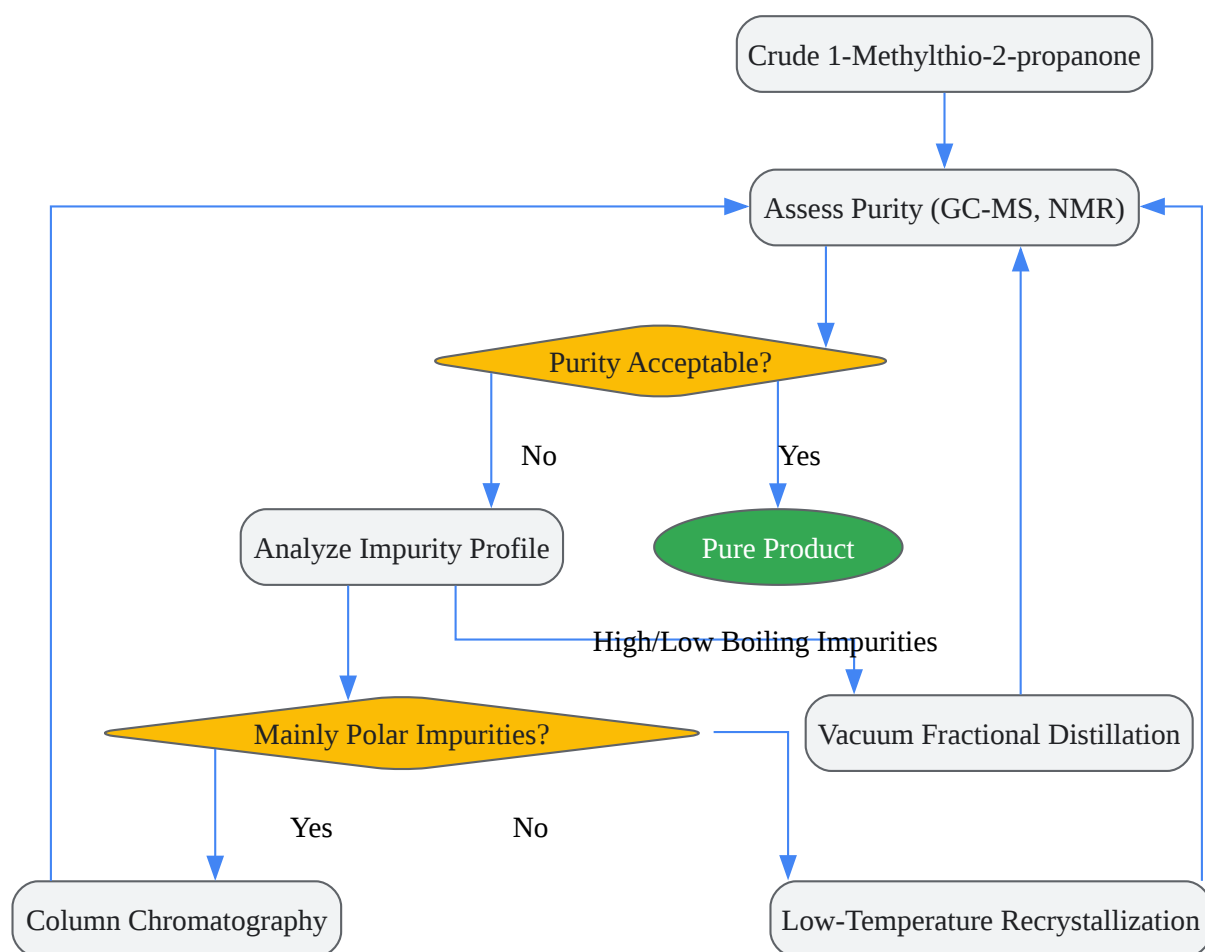 Crude 1-Methylthio-2-propanone
Assess Purity (GC-MS, NMR)
Purity Acceptable?
No
Yes
Analyze Impurity Profile
Pure Product
High/Low Boiling Impurities
Mainly Polar Impurities?
Vacuum Fractional Distillation
Yes
No
Column Chromatography
Low-Temperature Recrystallization